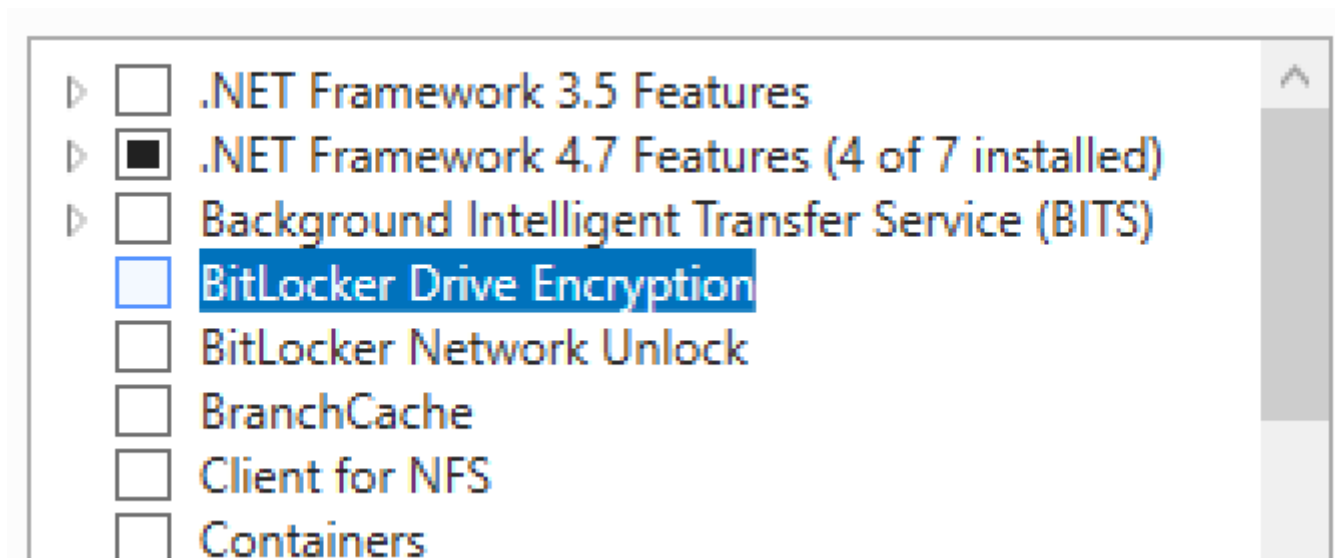 .NET Framework 3.5 Features
.NET Framework 4.7 Features (4 of 7 installed)
Background Intelligent Transfer Service (BITS)
BitLocker Drive Encryption
BitLocker Network Unlock
BranchCache
Client for NFS
Containers